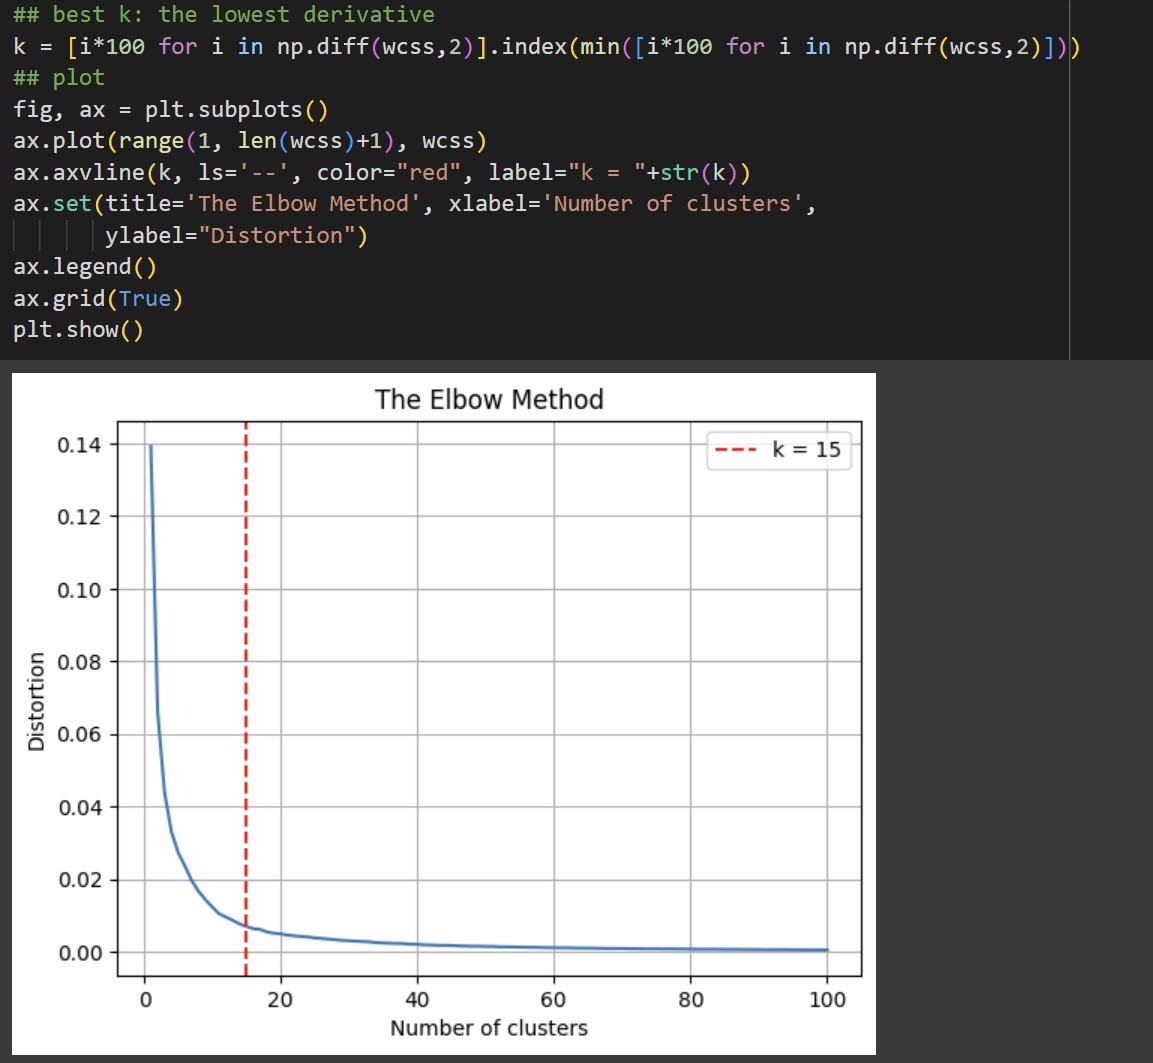 ## best k: the lowest derivative
k = [i*100 for i in np.diff(wcss,2)].index(min([i*100 for i in np.diff(wcss,2)]))
## plot
fig, ax = plt.subplots()
ax.plot(range(1, len(wcss)+1), wcss)
ax.axvline(k, ls='--', color="red", label="k = "+str(k))
ax.set(title='The Elbow Method', xlabel='Number of clusters',
ylabel="Distortion")
ax.legend()
ax.grid(True)
plt.show()
The Elbow Method
k = 15
0.14
0.12
0.10
0.08
0.06
0.04
0.02
0.00
Distortion
0 20 40 60 80 100
Number of clusters